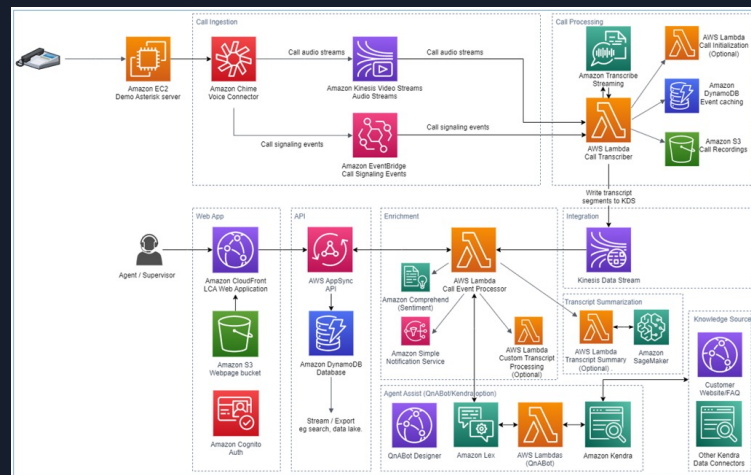 Call Ingestion
Call Processing
Amazon EC2
Demo Asterisk server
Amazon Chime
Voice Connector
Call audio streams
Amazon Kinesis Video Streams
Audio Streams
Call audio streams
Call signaling events
Amazon EventBridge
Call Signaling Events
Call signaling events
Amazon Transcribe
Streaming
AWS Lambda
Call Transcriber
AWS Lambda
Call Initialization
(Optional)
Amazon
DynamoDB
Event caching
Amazon S3
Call Recordings
Write transcript
segments to KDS
Agent / Supervisor
Web App
Amazon CloudFront
LCA Web Application
Amazon S3
Webpage bucket
Amazon Cognito
Auth
API
AWS AppSync
API
Amazon DynamoDB
Database
Stream / Export
eg search, data lake.
Enrichment
AWS Lambda
Call Event Processor
Amazon Comprehend
(Sentiment)
Amazon Simple
Notification Service
AWS Lambda
Custom Transcript
Processing
(Optional)
Integration
Kinesis Data Stream
Transcript Summarization
AWS Lambda
Transcript Summary
(Optional)
Amazon
SageMaker
Agent Assist (QnABot/Kendra option)
QnABot Designer
Amazon Lex
AWS Lambdas
(QnABot)
Amazon Kendra
Knowledge Source
Customer
Website/FAQ
Other Kendra
Data Connectors